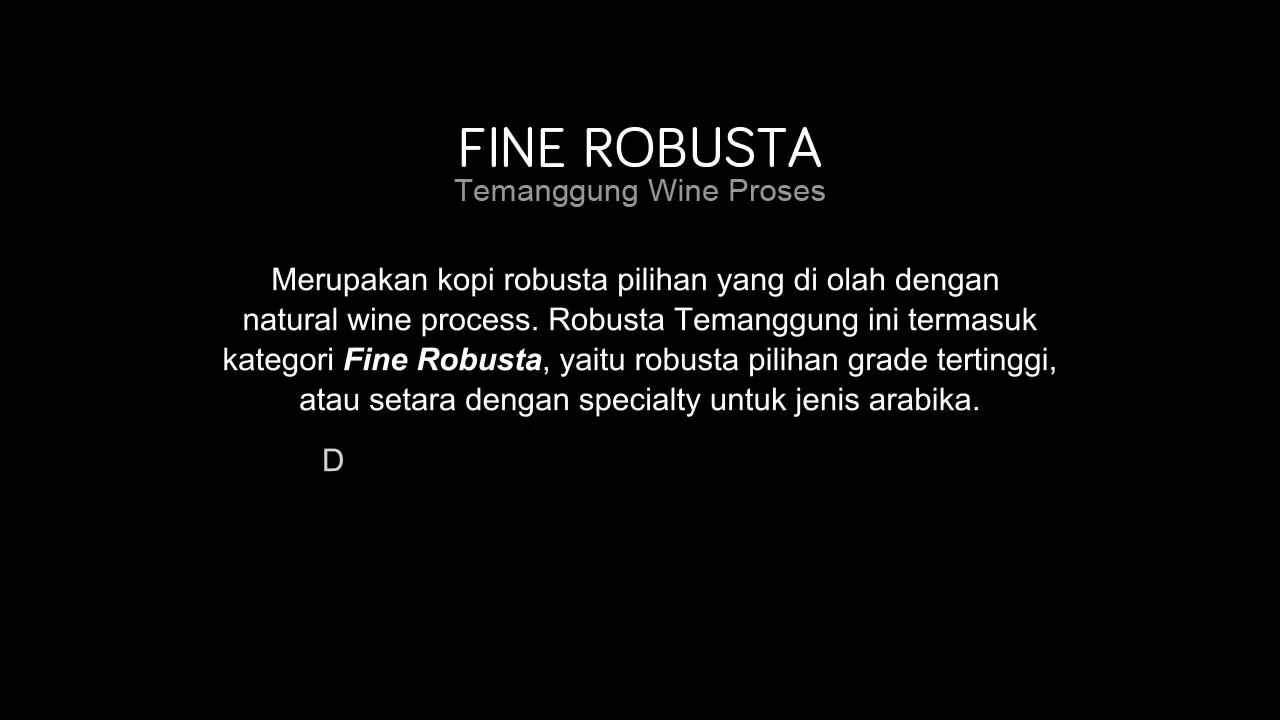 FINE ROBUSTA
Temanggung Wine Proses
Merupakan kopi robusta pilihan yang di olah dengan
natural wine process. Robusta Temanggung ini termasuk
kategori Fine Robusta, yaitu robusta pilihan grade tertinggi,
atau setara dengan specialty untuk jenis arabika.
D